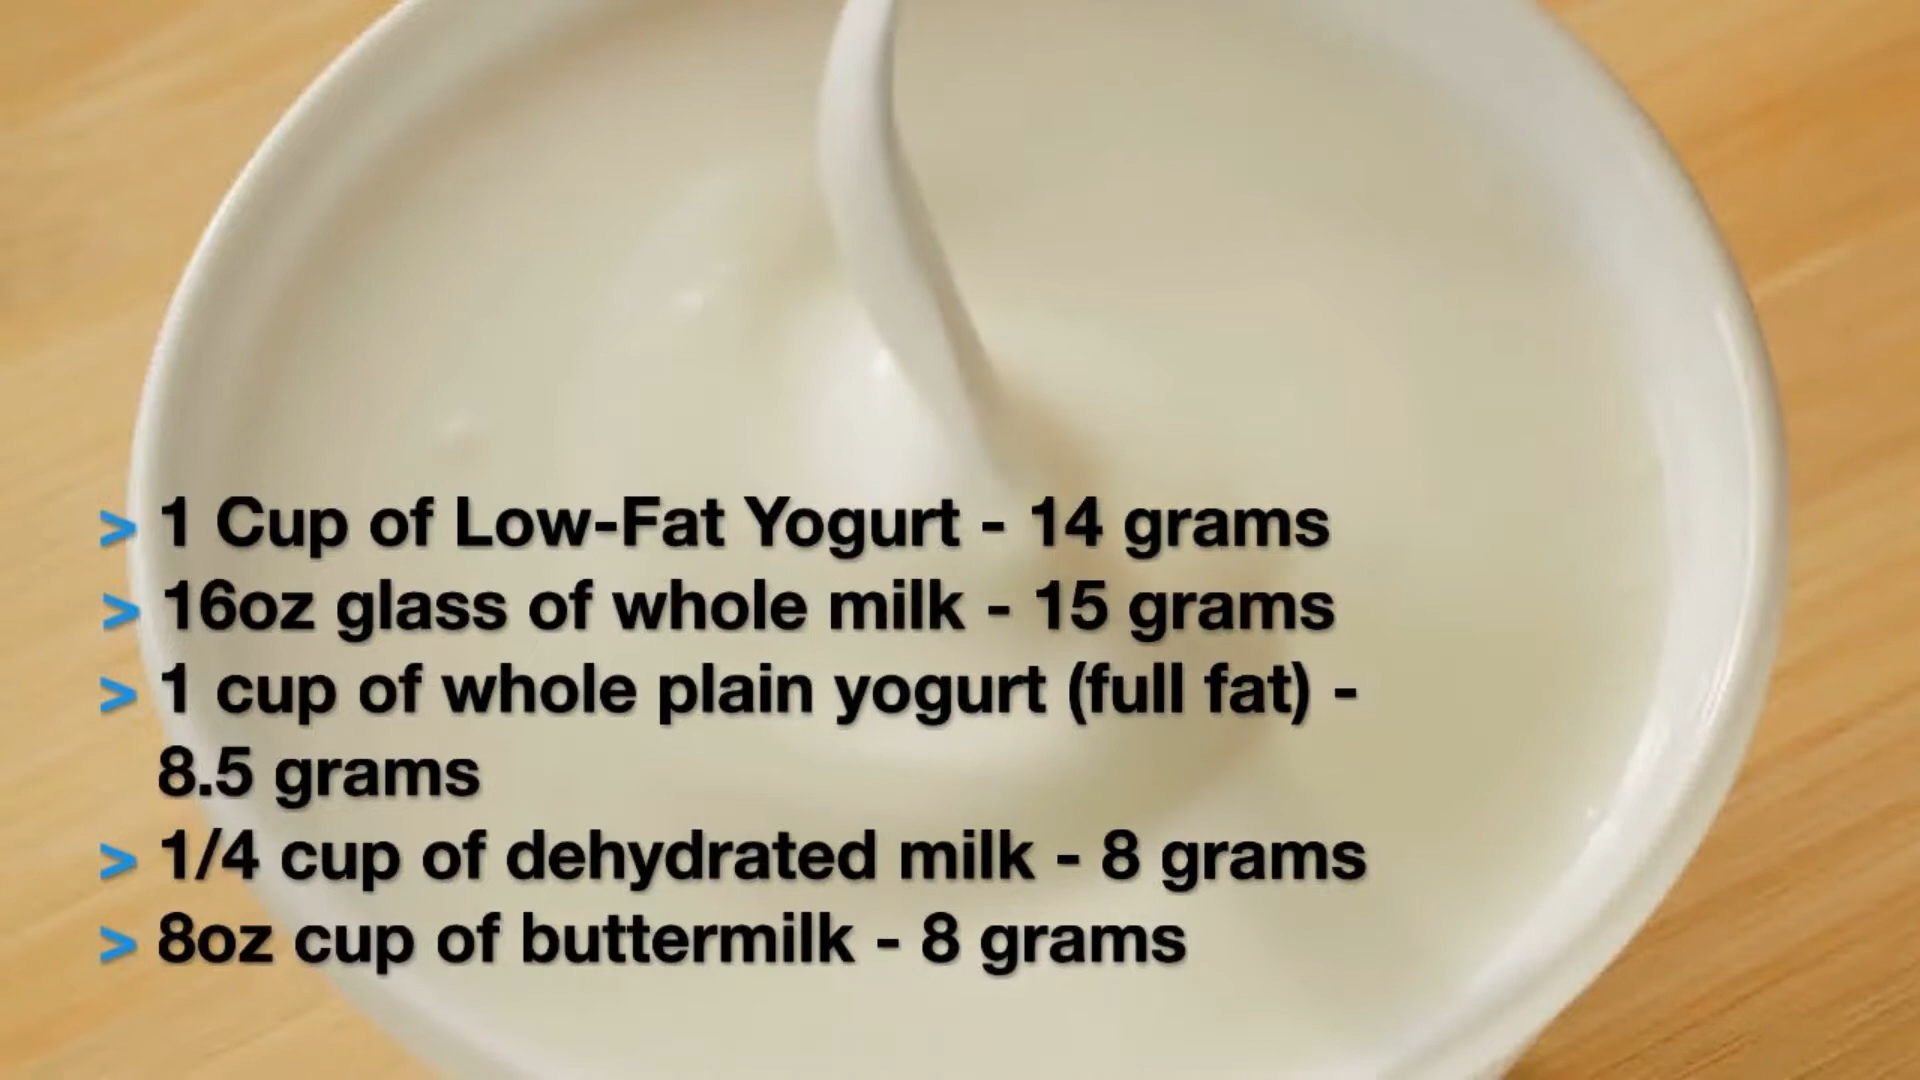 > 1 Cup of Low-Fat Yogurt - 14 grams
> 16oz glass of whole milk - 15 grams
> 1 cup of whole plain yogurt (full fat) -
8.5 grams
> 1/4 cup of dehydrated milk - 8 grams
> 8oz cup of buttermilk - 8 grams